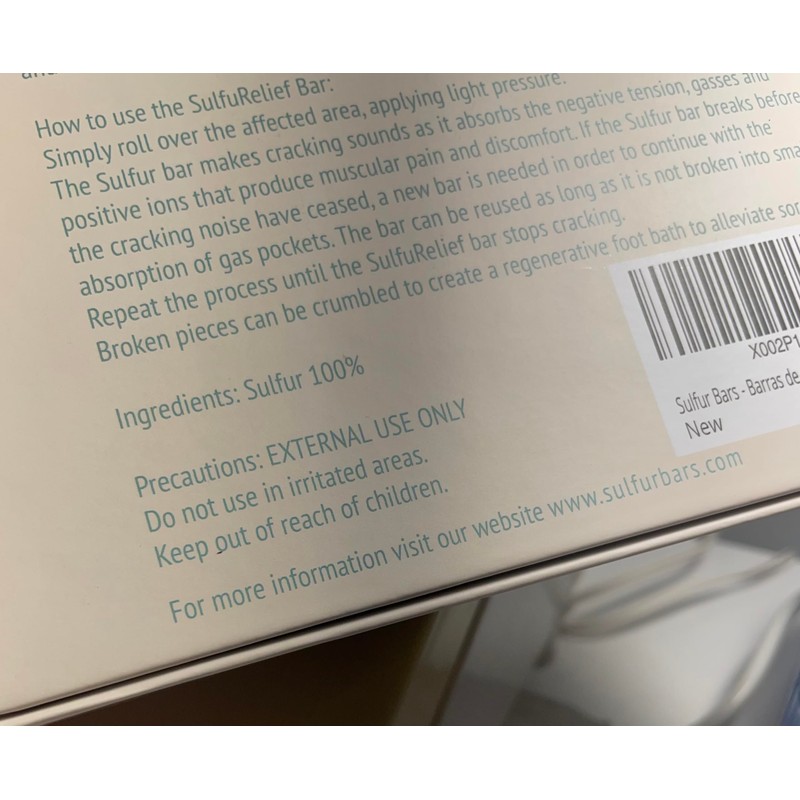 How to use the SulfuRelief Bar:
Simply roll over the affected area, applying light pressure.
The Sulfur bar makes cracking sounds as it absorbs the negative tension, gasses and
positive ions that produce muscular pain and discomfort. If the Sulfur bar breaks before
the cracking noise have ceased, a new bar is needed in order to continue with the
absorption of gas pockets. The bar can be reused as long as it is not broken into
Repeat the process until the SulfuRelief bar stops cracking.
Broken pieces can be crumbled to create a regenerative foot bath to alleviate
X002P1
Sulfur Bars - Barras de
New
Ingredients: Sulfur 100%
Precautions: EXTERNAL USE ONLY
Do not use in irritated areas.
Keep out of reach of children.
For more information visit our website www.sulfurbars.com